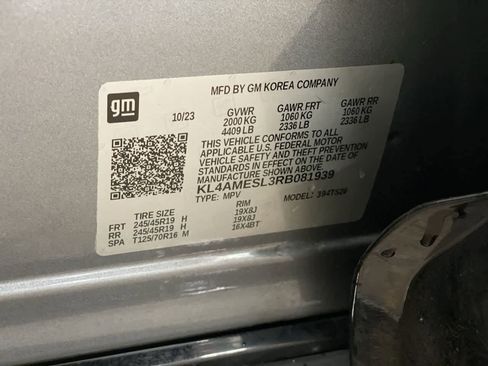 MFD BY GM KOREA COMPANY
gm
10/23 GVWR GAWR FRT GAWR RR
2000 KG 1060 KG 1060 KG
4409 LB 2336 LB 2336 LB
THIS VEHICLE CONFORMS TO ALL
APPLICABLE U.S. FEDERAL MOTOR
VEHICLE SAFETY AND THEFT PREVENTION
STANDARDS IN EFFECT ON THE DATE OF
MANUFACTURE SHOWN ABOVE.
KL4AMESL3RB081939
TYPE: MPV MODEL:
TIRE SIZE RIM
FRT 245/45R19 H 19X8J
RR 245/45R19 H 19X8J
SPA T125/70R16 M 16X4BT